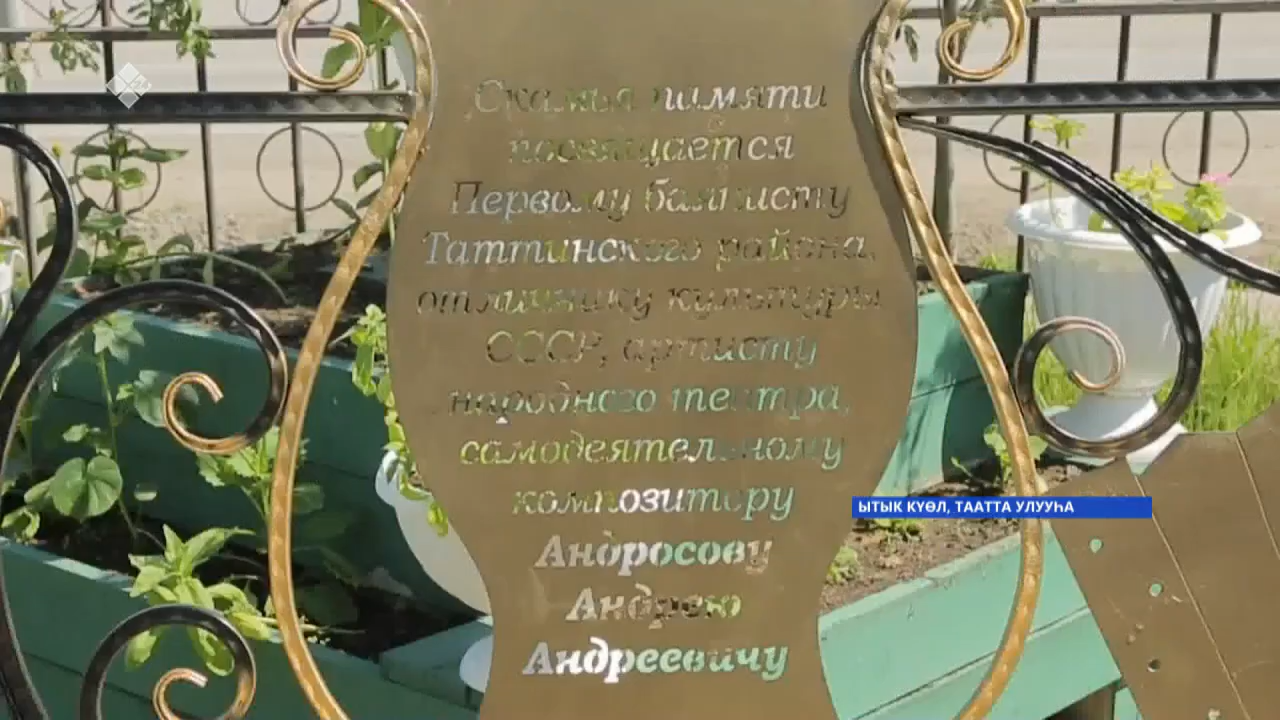 Скамья памяти
посвящается
Первому баянисту
Таттинского района,
отличнику культуры
СССР, артисту
народного театра,
самодеятельному
композитору
Андросову
Андрею
Андреевичу
ЫТЫК КҮӨЛ, ТААТТА УЛУУҺА